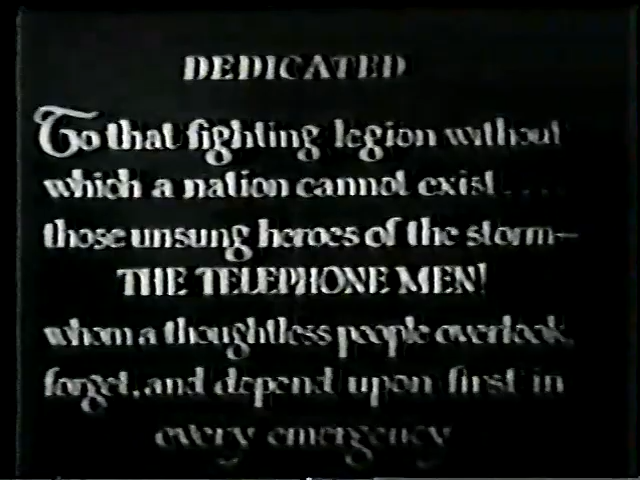 DEDICATED
To that fighting legion without
which a nation cannot exist....
those unsung heroes of the storm—
THE TELEPHONE MEN!
whom a thoughtless people overlook,
forget, and depend upon first in
every emergency